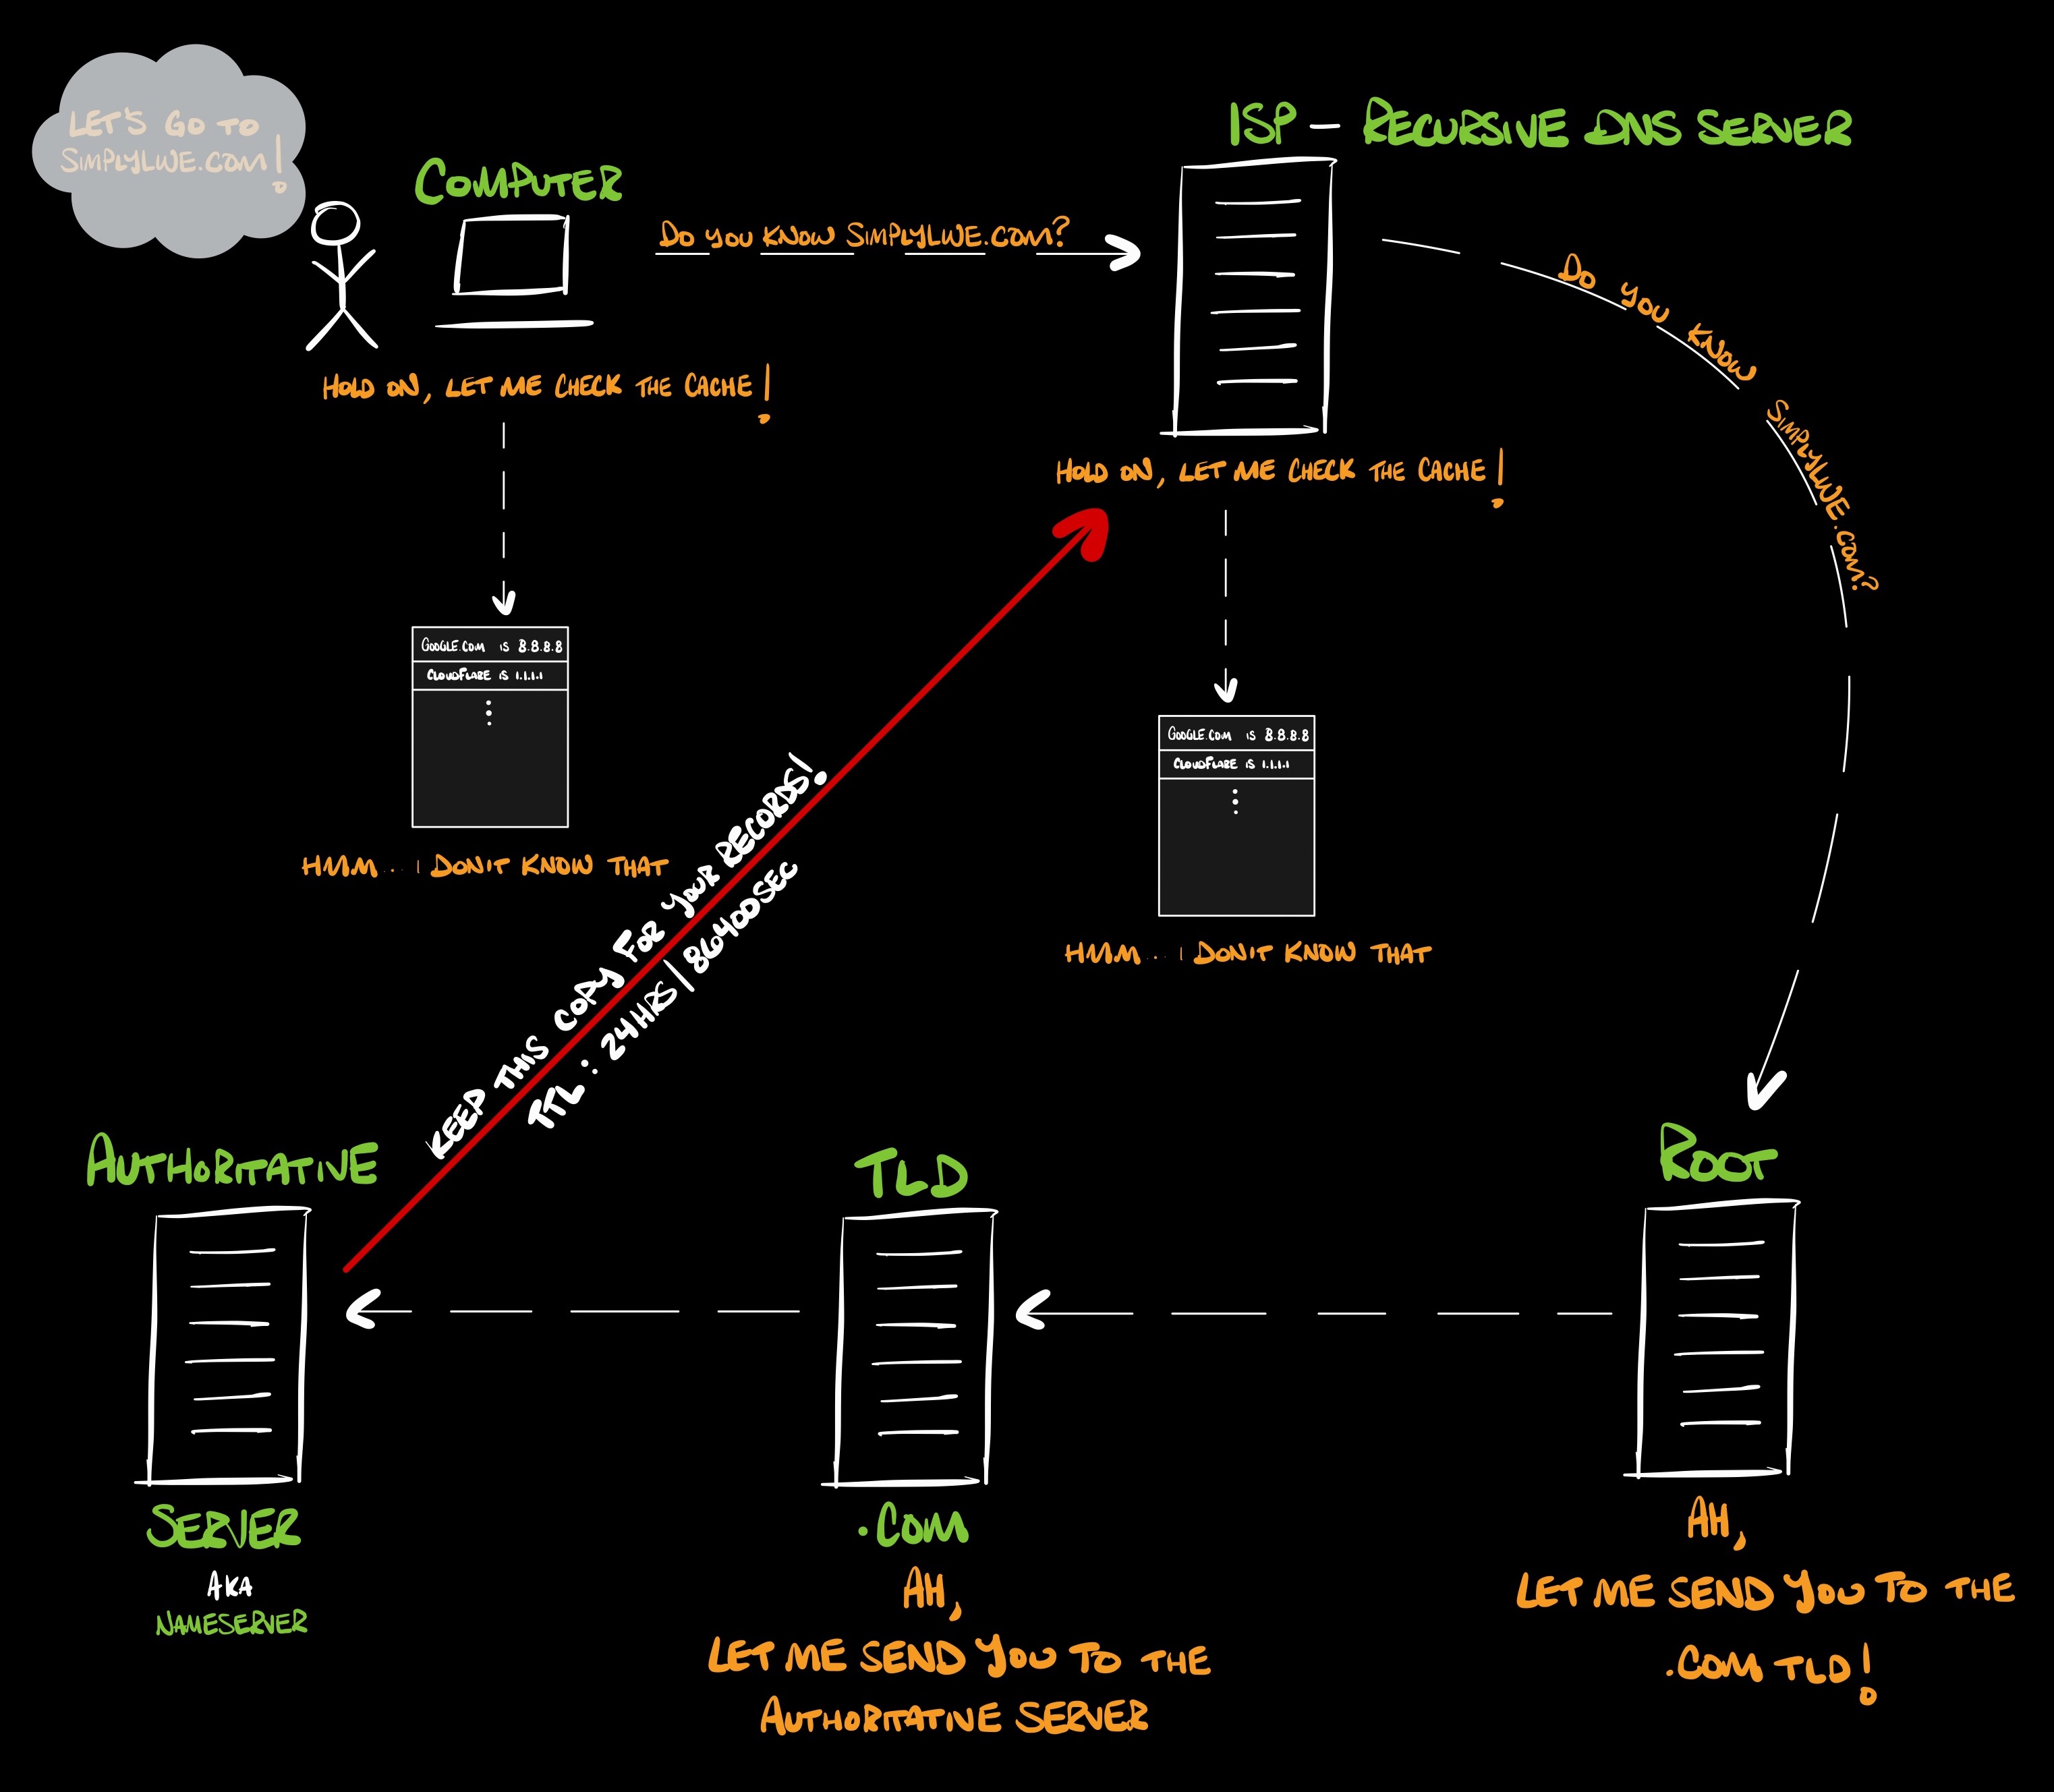 LET'S GO TO
SIMPLYLWE.COM!
COMPUTER
DO YOU KNOW SIMPLYLWE.COM?
HOLD ON, LET ME CHECK THE CACHE!
GOOGLE.COM IS 8.8.8.8
CLOUDFLARE IS 1.1.1.1
HMM... I DON'T KNOW THAT
ISP - RECURSIVE DNS SERVER
HOLD ON, LET ME CHECK THE CACHE!
GOOGLE.COM IS 8.8.8.8
CLOUDFLARE IS 1.1.1.1
HMM... I DON'T KNOW THAT
DO YOU KNOW SIMPLYLWE.COM?
ROOT
AH,
LET ME SEND YOU TO THE
.COM TLD!
TLD
.COM
AH,
LET ME SEND YOU TO THE
AUTHORITATIVE SERVER
AUTHORITATIVE
SERVER
AKA
NAMESERVER
KEEP THIS COPY FOR YOUR RECORDS!
TTL: 24HRS/86400SEC